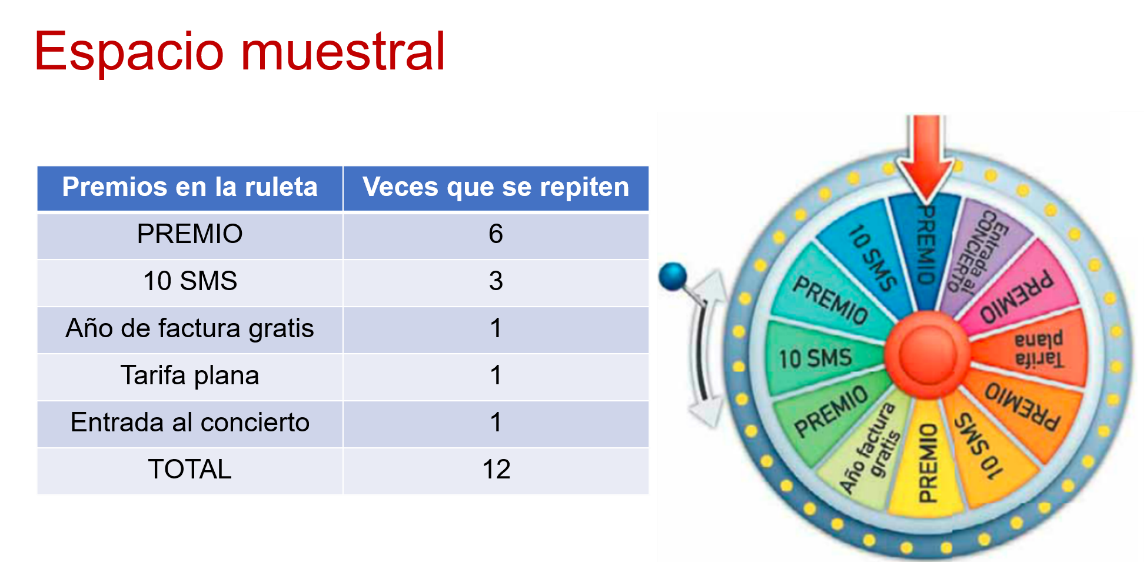 Espacio muestral
Premios en la ruleta Veces que se repiten
PREMIO 6
10 SMS 3
Año de factura gratis 1
Tarifa plana 1
Entrada al concierto 1
TOTAL 12
PREMIO
Entrada al
CONCIERTO
PREMIO
Tarifa
plana
PREMIO
10 SMS
PREMIO
Año factura
gratis
PREMIO
10 SMS
PREMIO
10 SMS